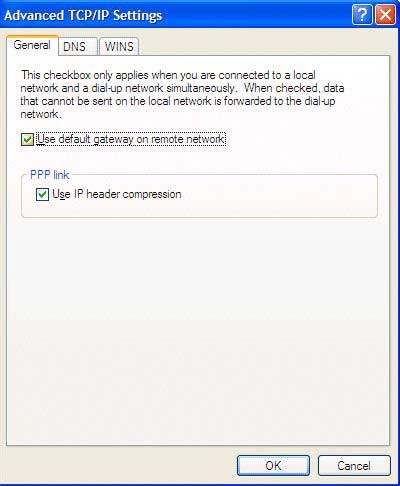 Advanced TCP/IP Settings
General DNS WINS
This checkbox only applies when you are connected to a local
network and a dial-up network simultaneously. When checked, data
that cannot be sent on the local network is forwarded to the dial-up
network.
Use default gateway on remote network
PPP link
Use IP header compression
OK Cancel